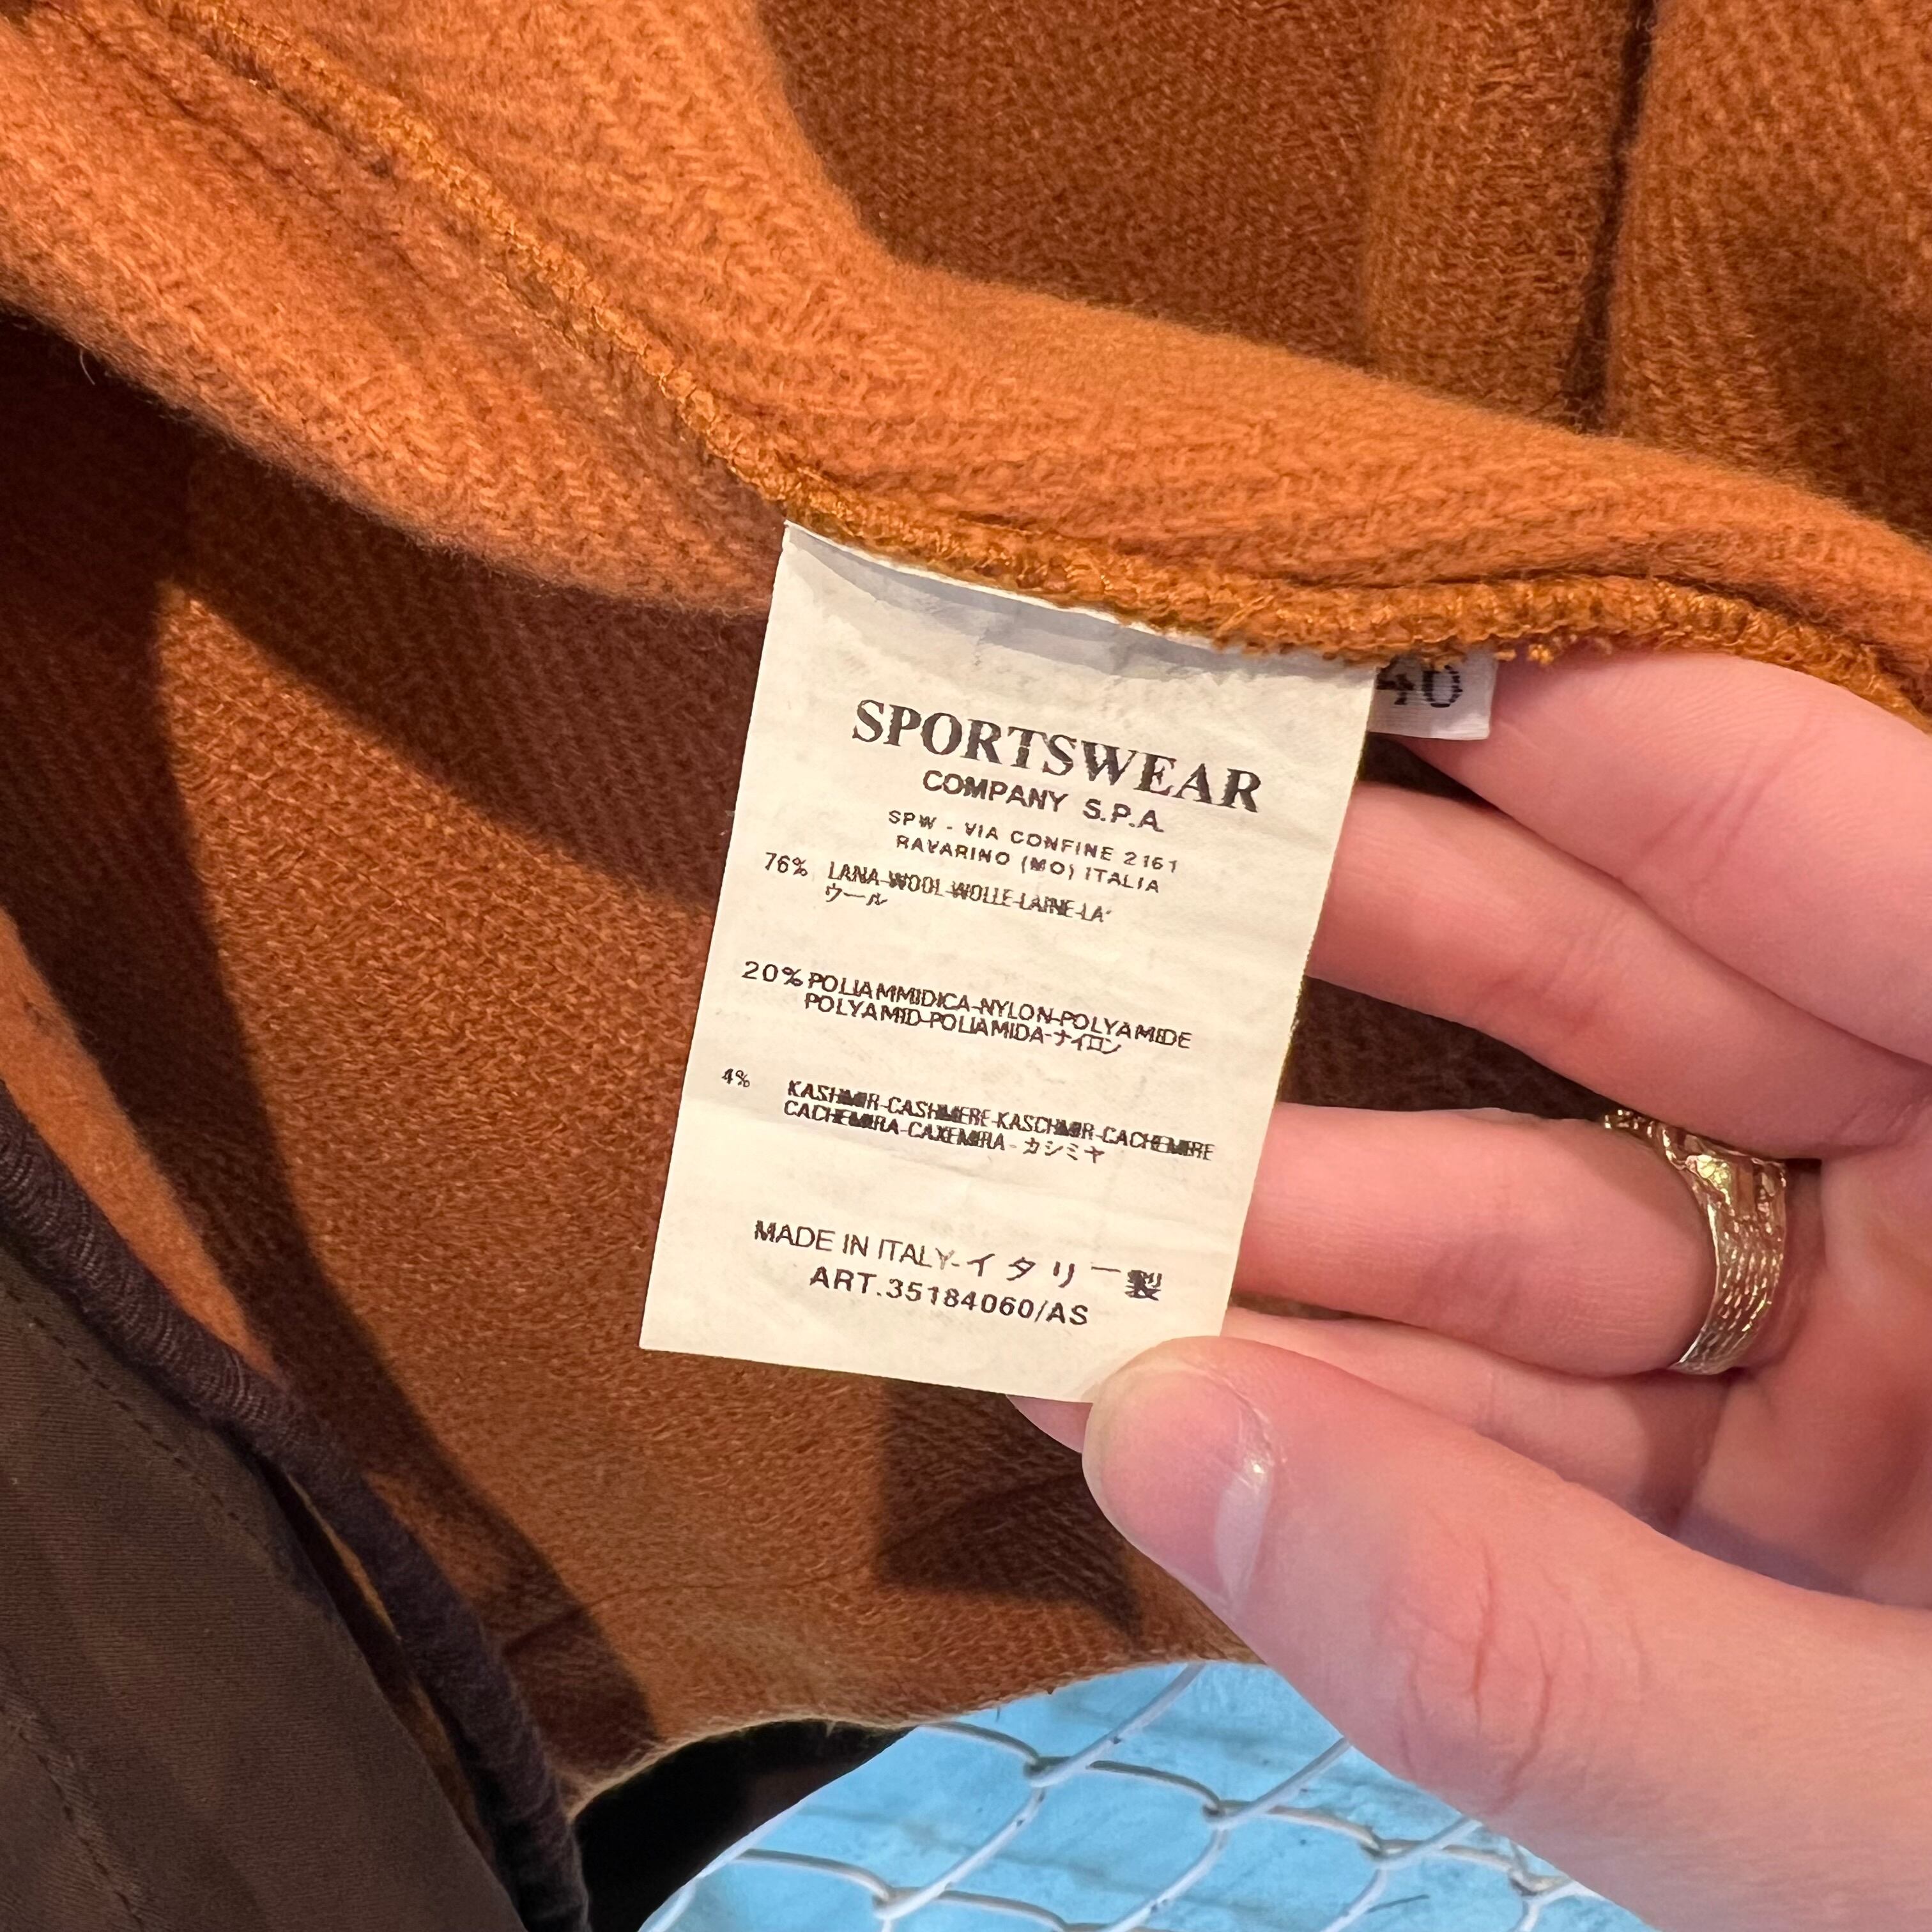 SPORTSWEAR
COMPANY S.P.A.
SPW - VIA CONFINE 2161
RAVARINO (MO) ITALIA
76% LANA-WOOL-WOLLE-LAINE-LA'
ウール
20% POLIAMMIDICA-NYLON-POLYAMIDE
POLYAMID-POLIAMIDA-ナイロン
4% KASHMIR-CASHMERE-KASCHMIR-CACHEMIRE
CACHEMIRA-CAXEMIRA-カシミヤ
MADE IN ITALY-イタリー製
ART.35184060/AS
40